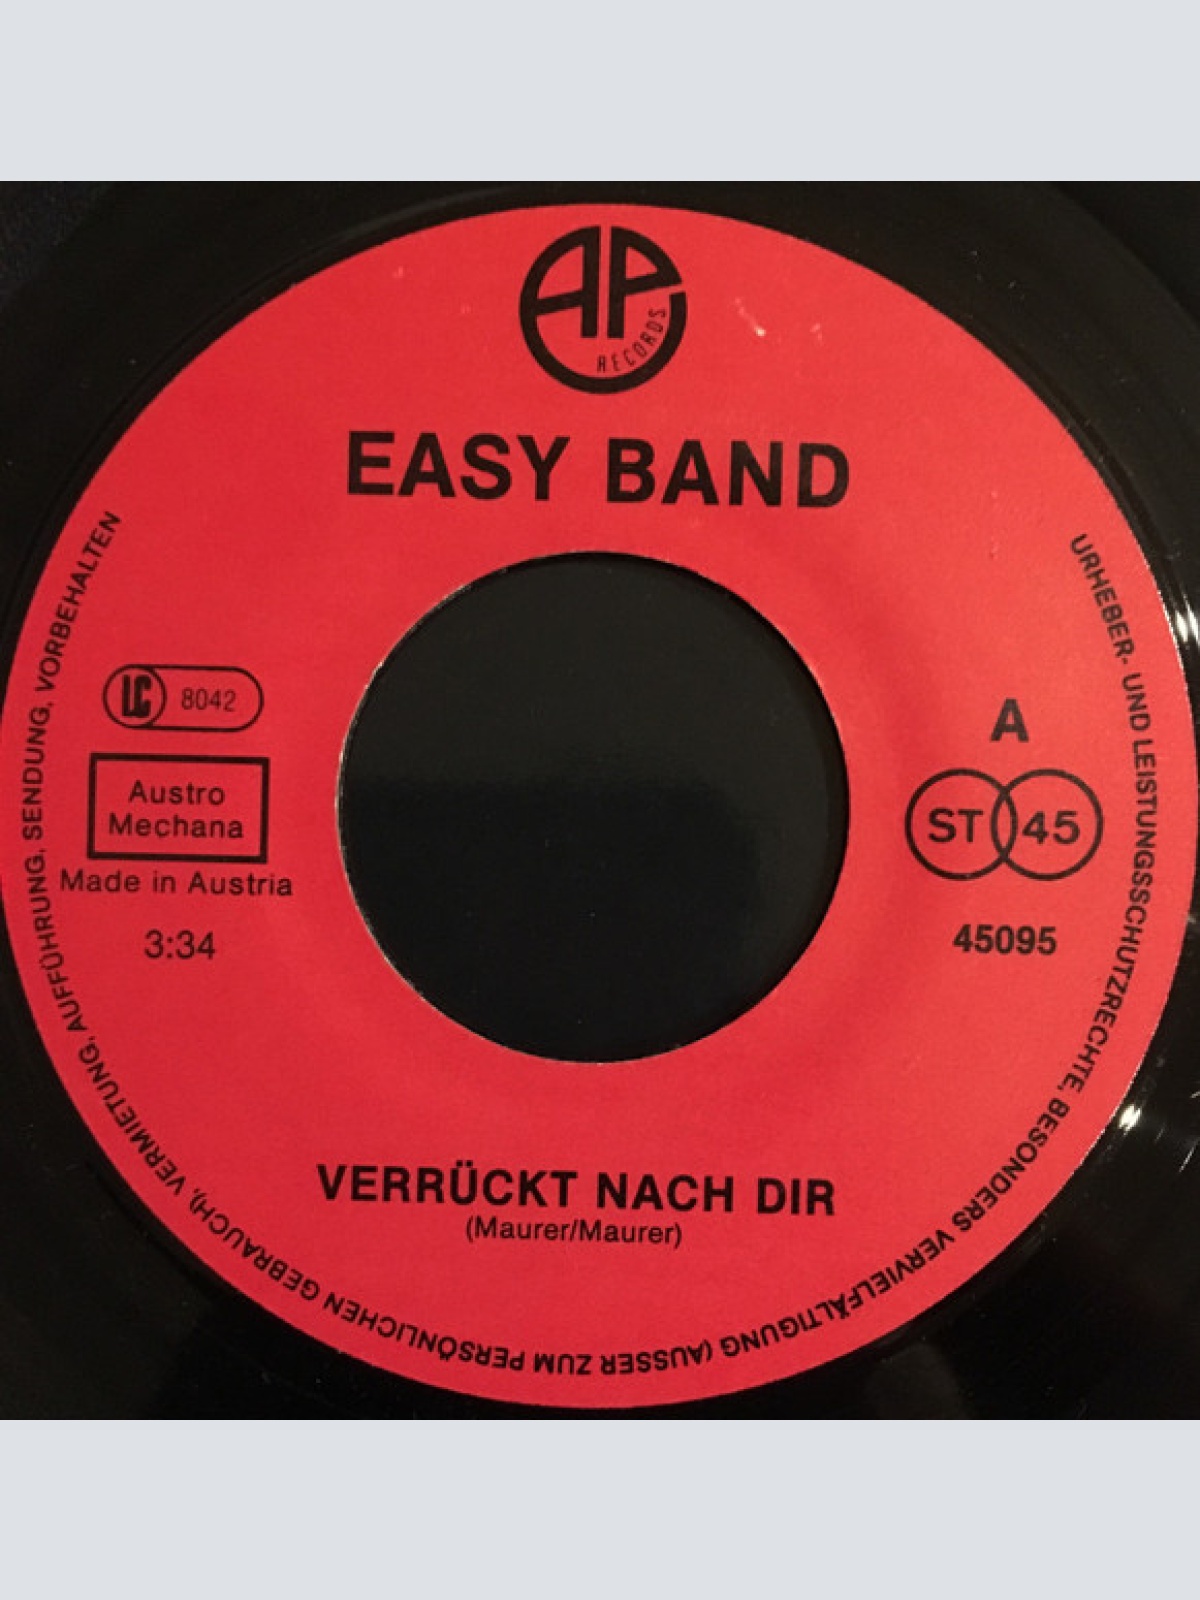 AP
RECORDS
EASY BAND
LC 8042
Austro
Mechana
Made in Austria
3:34
A
ST 45
45095
VERRÜCKT NACH DIR
(Maurer/Maurer)
URHEBER- UND LEISTUNGSSCHUTZRECHTE, BESONDERS VERVIELFÄLTIGUNG (AUSSER ZUM PERSÖNLICHEN GEBRAUCH), VERMIETUNG, AUFFÜHRUNG, SENDUNG, VORBEHALTEN